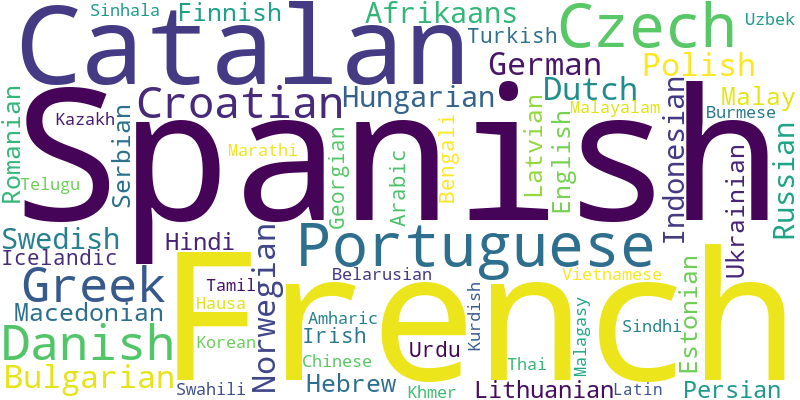 Sinhala
Finnish
Catalan
Afrikaans
Turkish
Czech
Uzbek
German
Polish
Dutch
Hungarian
Croatian
Romanian
Kazakh
Serbian
Spanish
Marathi
Georgian
Arabic
Bengali
Latvian
English
Malayalam
Indonesian
Malay
Burmese
Ukrainian
Russian
Telugu
Swedish
Hindi
Icelandic
Portuguese
Greek
Norwegian
Tamil
Belarusian
Vietnamese
Hausa
French
Macedonian
Amharic
Kurdish
Malagasy
Sindhi
Estonian
Danish
Korean
Irish
Urdu
Chinese
Thai
Bulgarian
Swahili
Hebrew
Khmer
Lithuanian
Latin
Persian